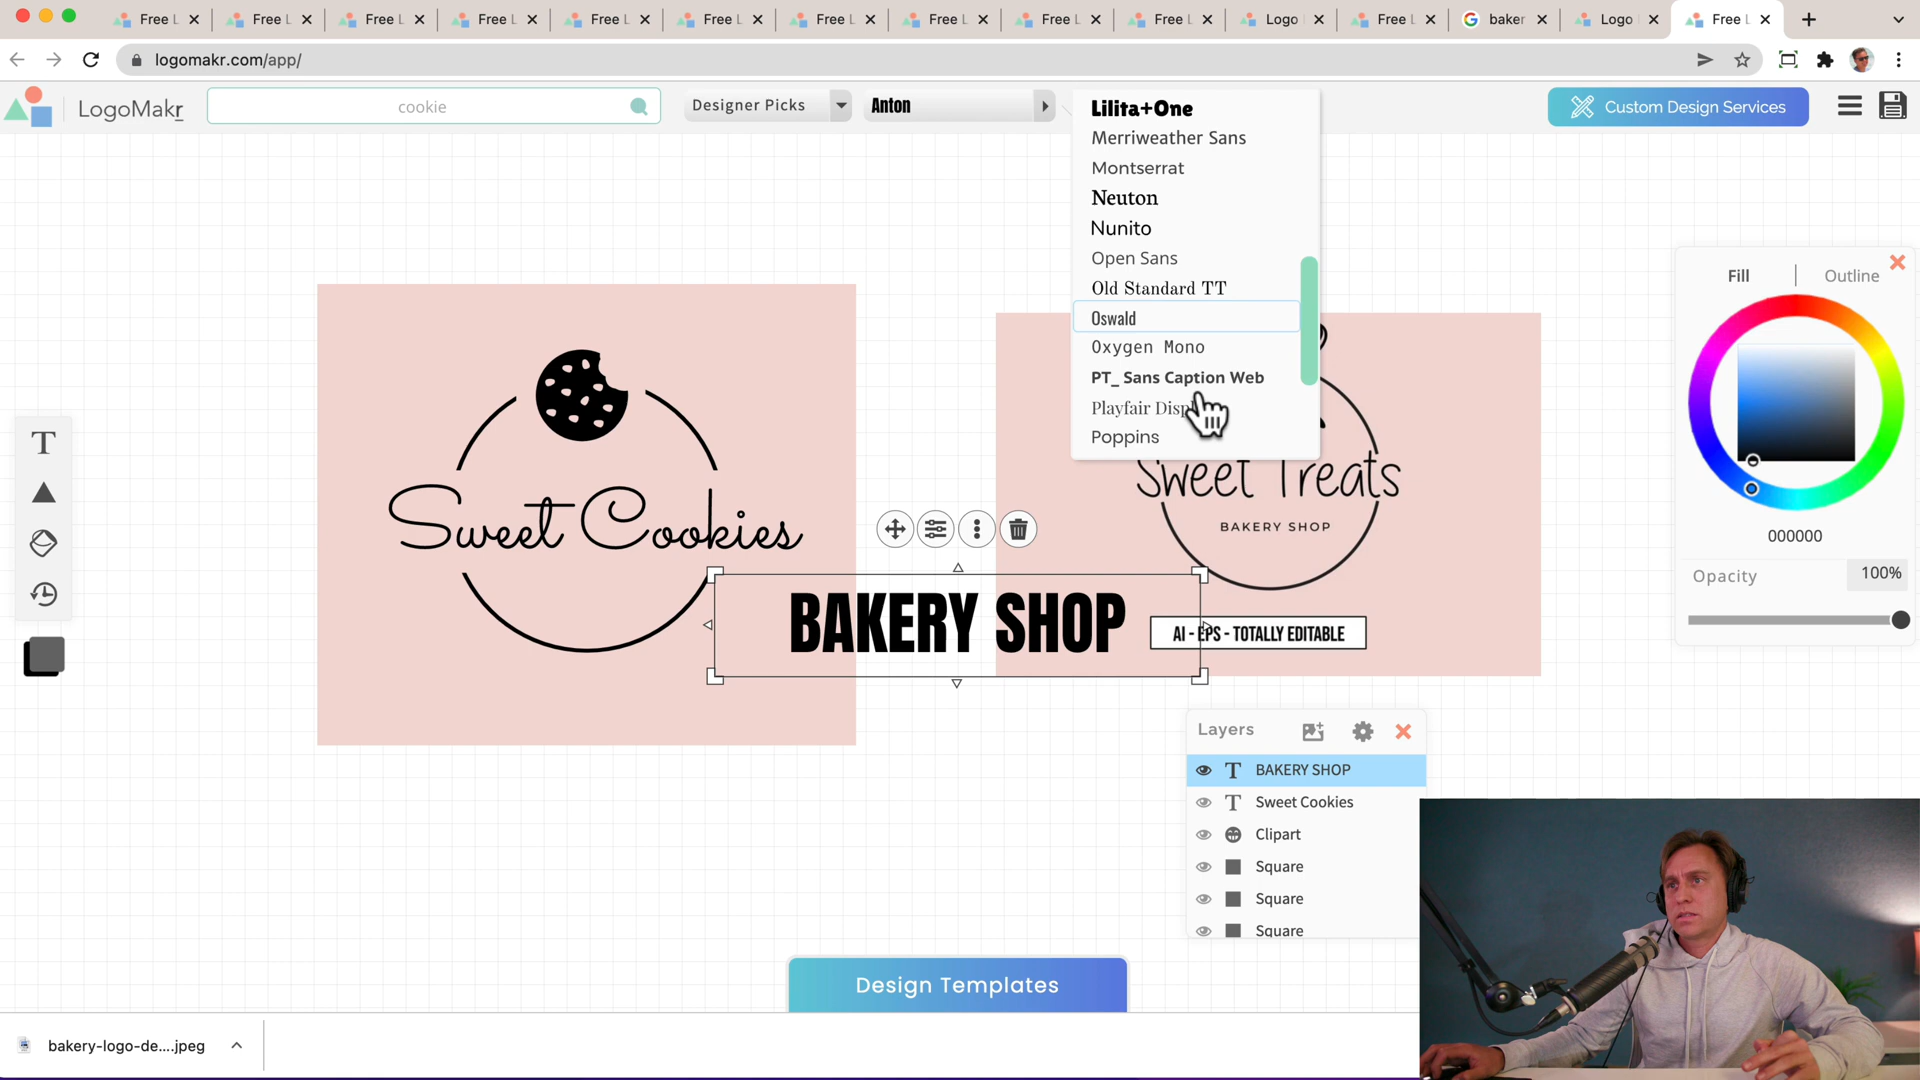 Free L
Free L
Free L
Free L
Free L
Free L
Free L
Free L
Free L
Free L
Logo
Free L
baker
Logo
Free L
logomakr.com/app/
LogoMakr
cookie
Designer Picks
Anton
Custom Design Services
Lilita+One
Merriweather Sans
Montserrat
Neuton
Nunito
Open Sans
Old Standard TT
Oswald
Oxygen Mono
PT_ Sans Caption Web
Playfair Disp
Poppins
Fill
Outline
000000
Opacity
100%
T
Sweet Cookies
Sweet Treats
BAKERY SHOP
BAKERY SHOP
AI - EPS - TOTALLY EDITABLE
Layers
T BAKERY SHOP
T Sweet Cookies
Clipart
Square
Square
Square
Design Templates
bakery-logo-de....jpeg